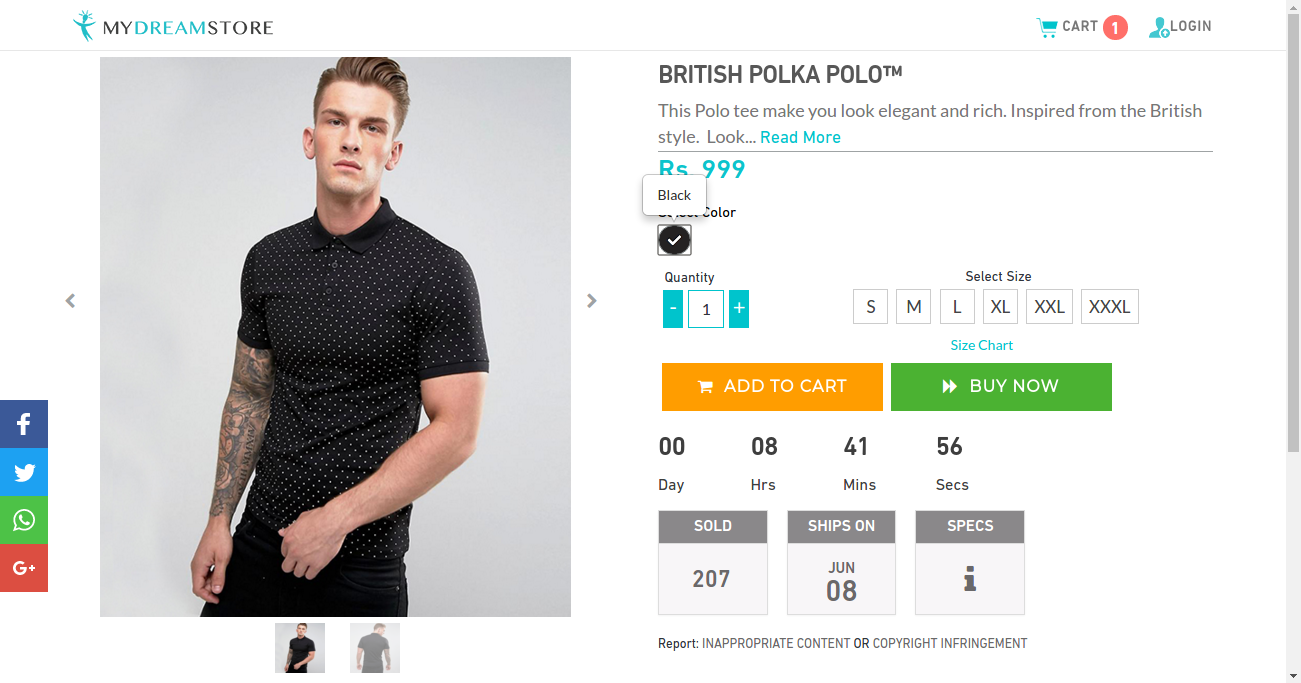 MYDREAMSTORE
CART 1
LOGIN
BRITISH POLKA POLO™
This Polo tee make you look elegant and rich. Inspired from the British
style. Look... Read More
Rs. 999
Black
Select Color
Quantity
- 1 +
Select Size
S M L XL XXL XXXL
Size Chart
ADD TO CART
BUY NOW
00 08 41 56
Day Hrs Mins Secs
SOLD
207
SHIPS ON
JUN
08
SPECS
i
Report: INAPPROPRIATE CONTENT OR COPYRIGHT INFRINGEMENT
f
G+